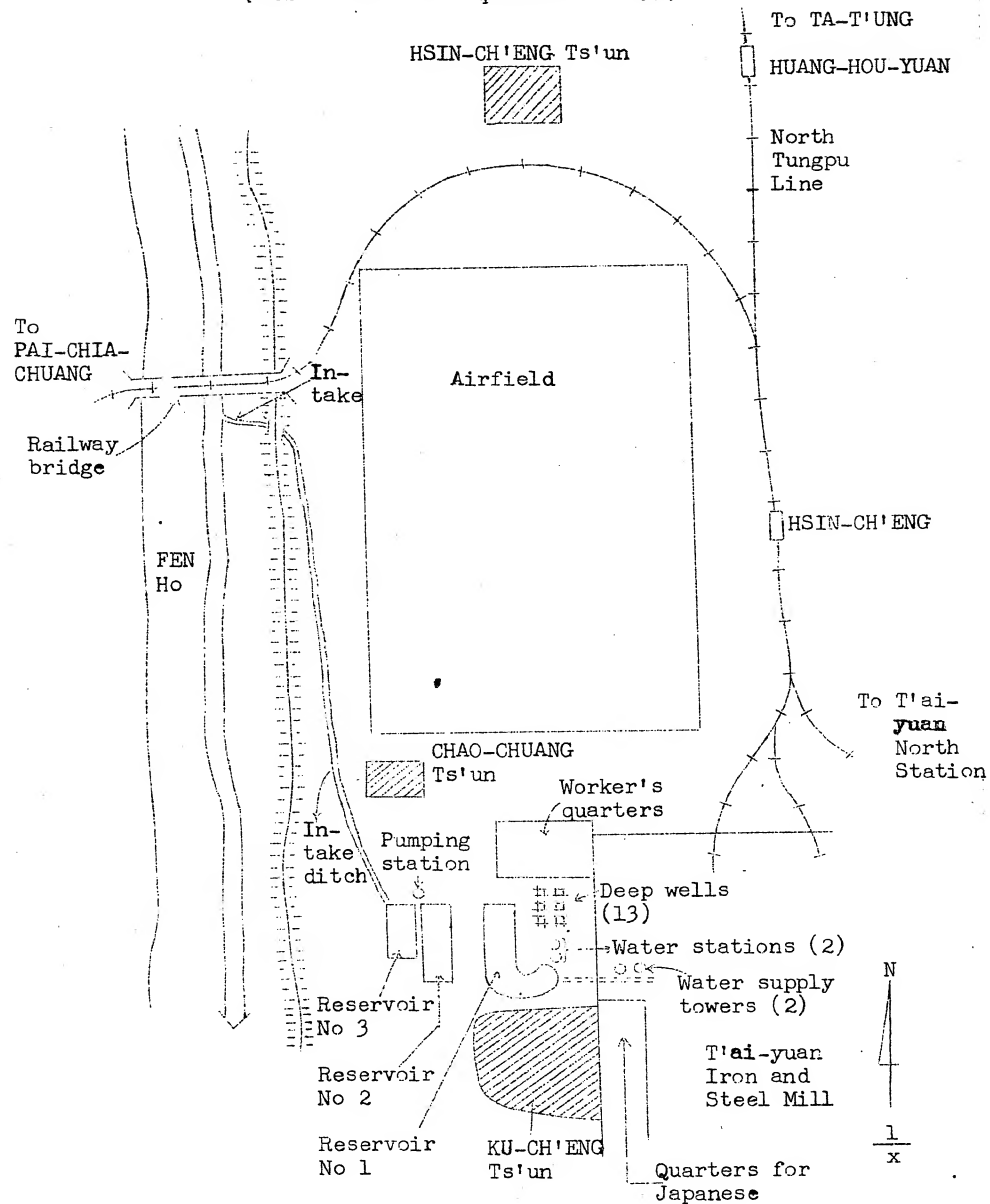 To TA-T'UNG
HSIN-CH'ENG Ts'un
HUANG-HOU-YUAN
North
Tungpu
Line
To
PAI-CHIA-
CHUANG
In-
take
Airfield
Railway
bridge
HSIN-CH'ENG
FEN
Ho
To T'ai-
yuan
North
Station
CHAO-CHUANG
Ts'un
Worker's
quarters
In-
take
ditch
Pumping
station
Deep wells
(13)
Water stations (2)
Water supply
towers (2)
Reservoir
No 3
N
T'ai-yuan
Iron and
Steel Mill
Reservoir
No 2
1
x
Reservoir
No 1
KU-CH'ENG
Ts'un
Quarters for
Japanese